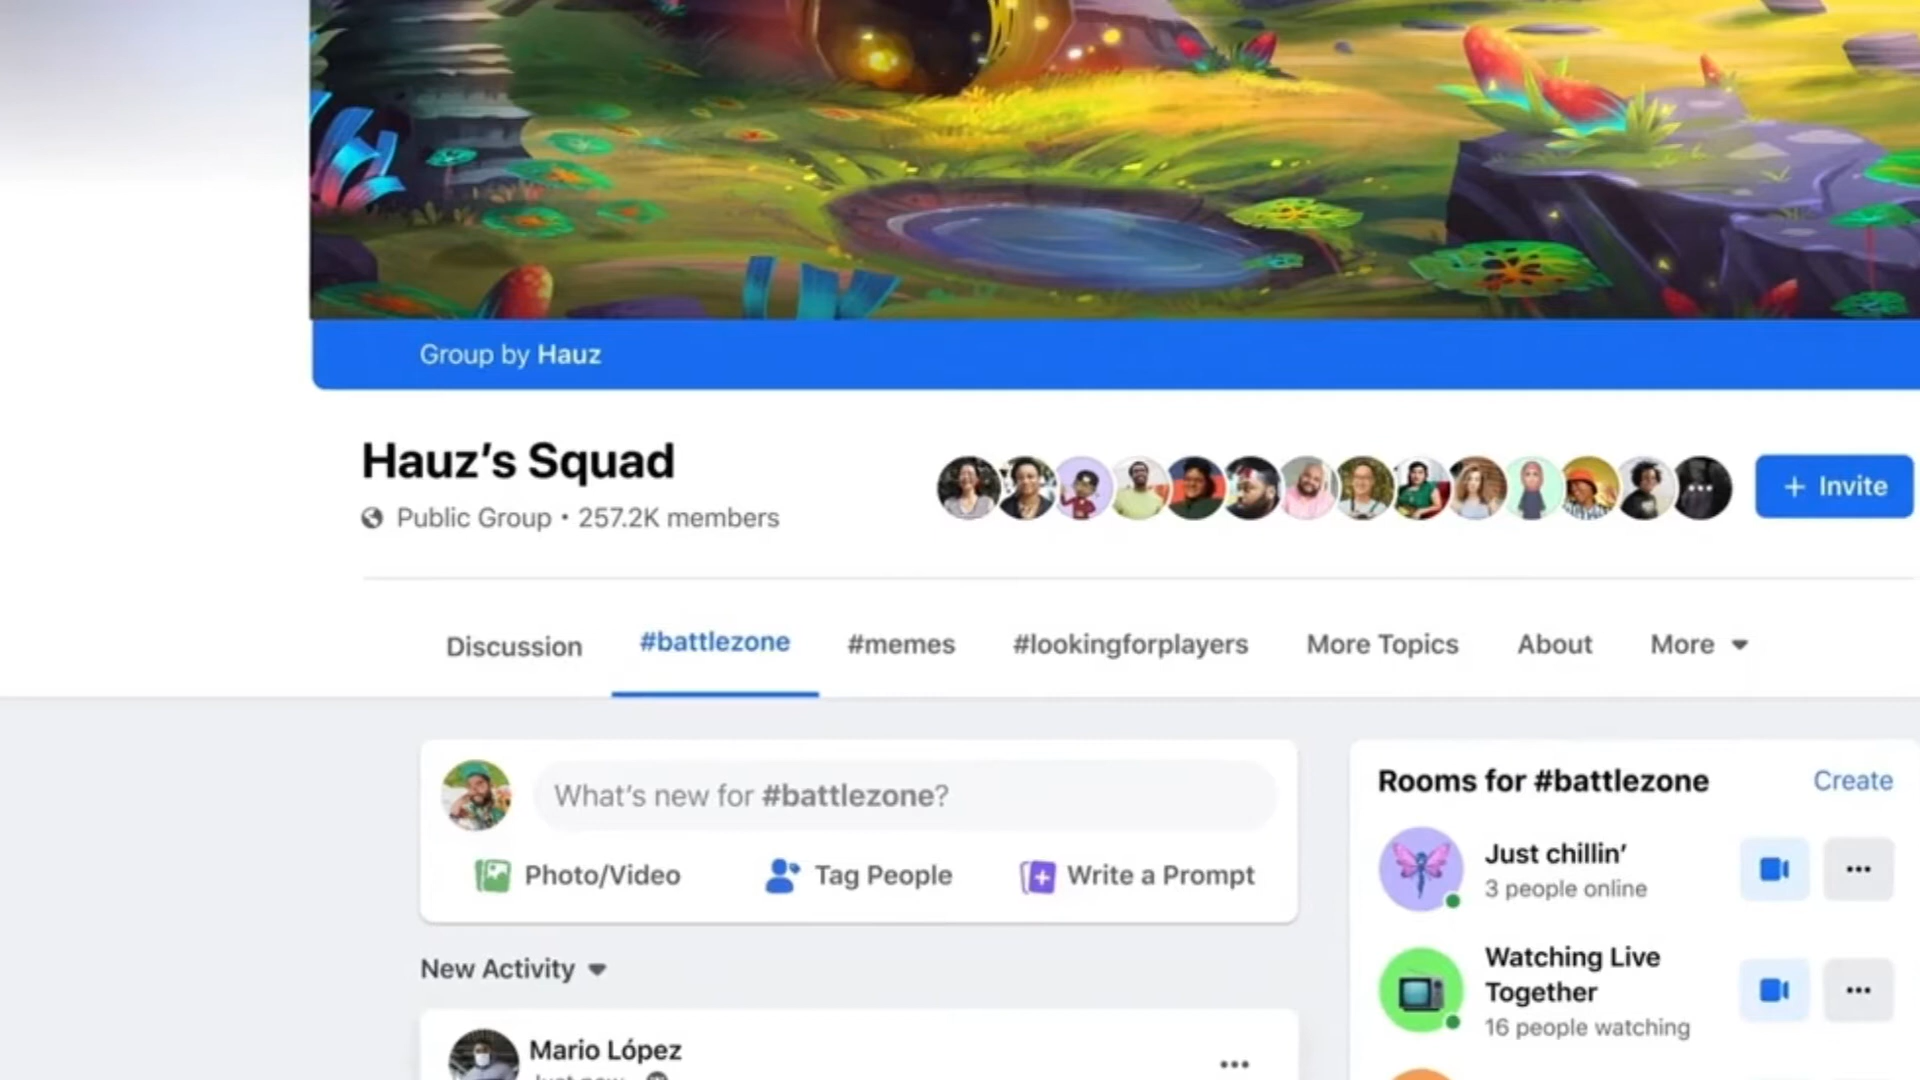 Group by Hauz
Hauz's Squad
Public Group • 257.2K members
+ Invite
Discussion
#battlezone
#memes
#lookingforplayers
More Topics
About
More
What's new for #battlezone?
Photo/Video
Tag People
Write a Prompt
New Activity
Mario López
Just now
Rooms for #battlezone
Create
Just chillin'
3 people online
Watching Live
Together
16 people watching